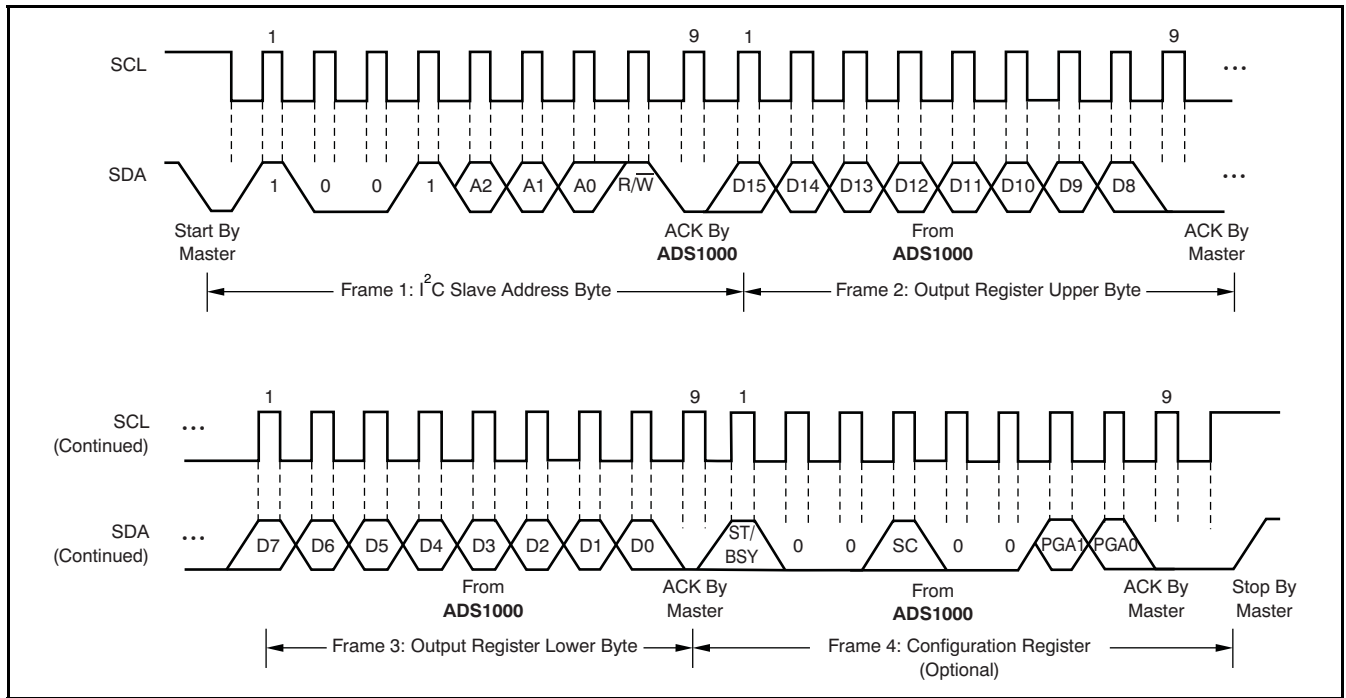 1 9 1 9
SCL ...
SDA 1 0 0 1 A2 A1 A0 R/W̅ D15 D14 D13 D12 D11 D10 D9 D8 ...
Start By Master
ACK By ADS1000
From ADS1000
ACK By Master
Frame 1: I²C Slave Address Byte
Frame 2: Output Register Upper Byte
1 9 1 9
SCL (Continued) ...
SDA (Continued) ... D7 D6 D5 D4 D3 D2 D1 D0 ST/BSY 0 0 SC 0 0 PGA1 PGA0
From ADS1000
ACK By Master
From ADS1000
ACK By Master
Stop By Master
Frame 3: Output Register Lower Byte
Frame 4: Configuration Register
(Optional)